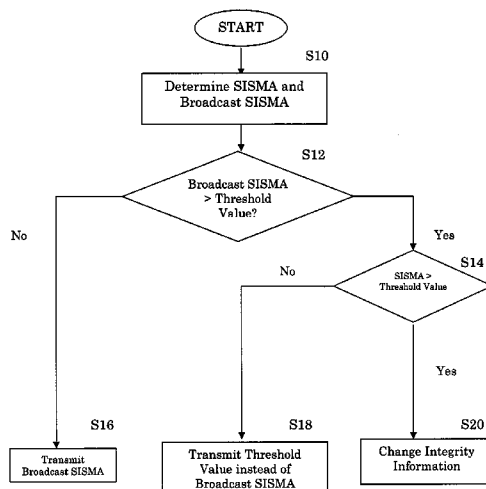 START
S10
Determine SISMA and
Broadcast SISMA
S12
Broadcast SISMA
> Threshold
Value?
No
Yes
S14
SISMA >
Threshold Value
No
Yes
S16
Transmit
Broadcast SISMA
S18
Transmit Threshold
Value instead of
Broadcast SISMA
S20
Change Integrity
Information